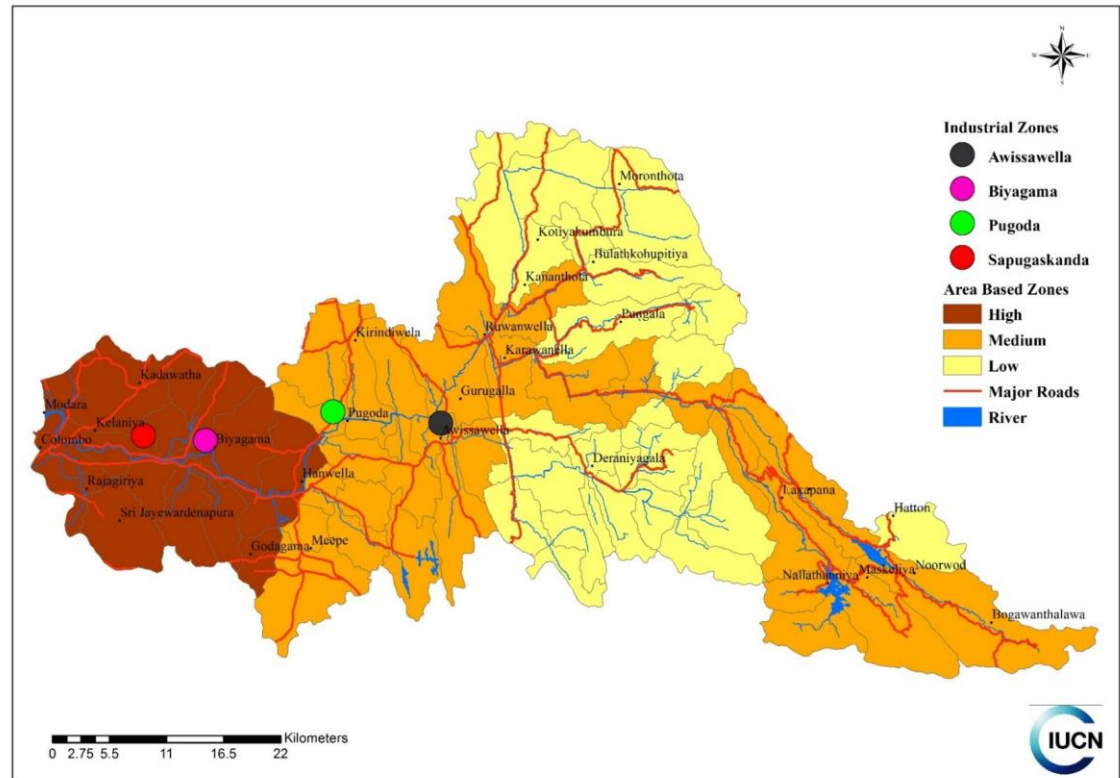 Industrial Zones
Awissawella
Biyagama
Pugoda
Sapugaskanda
Area Based Zones
High
Medium
Low
Major Roads
River
Moronthota
Kotiyakumbura
Bulathkohupitiya
Kananthota
Pungala
Ruwanwella
Kirindiwela
Karawanella
Kadawatha
Gurugalla
Modara
Kelaniya
Pugoda
Colombo
Biyagama
Awissawella
Deraniyagala
Rajagiriya
Hanwella
Laxapana
Sri Jayewardenapura
Hatton
Godagama
Meepe
Nallathanniya
Maskeliya
Noorwod
Bogawanthalawa
Kilometers
0 2.75 5.5 11 16.5 22
IUCN